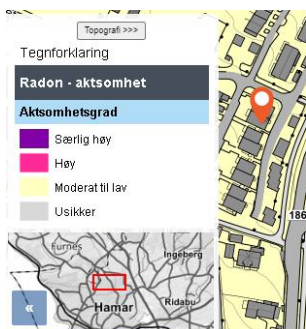 Topografi >>>
Tegnforklaring
Radon - aktsomhet
Aktsomhetsgrad
Særlig høy
Høy
Moderat til lav
Usikker
186
Furnes
Ingeberg
Hamar
Ridabu
«